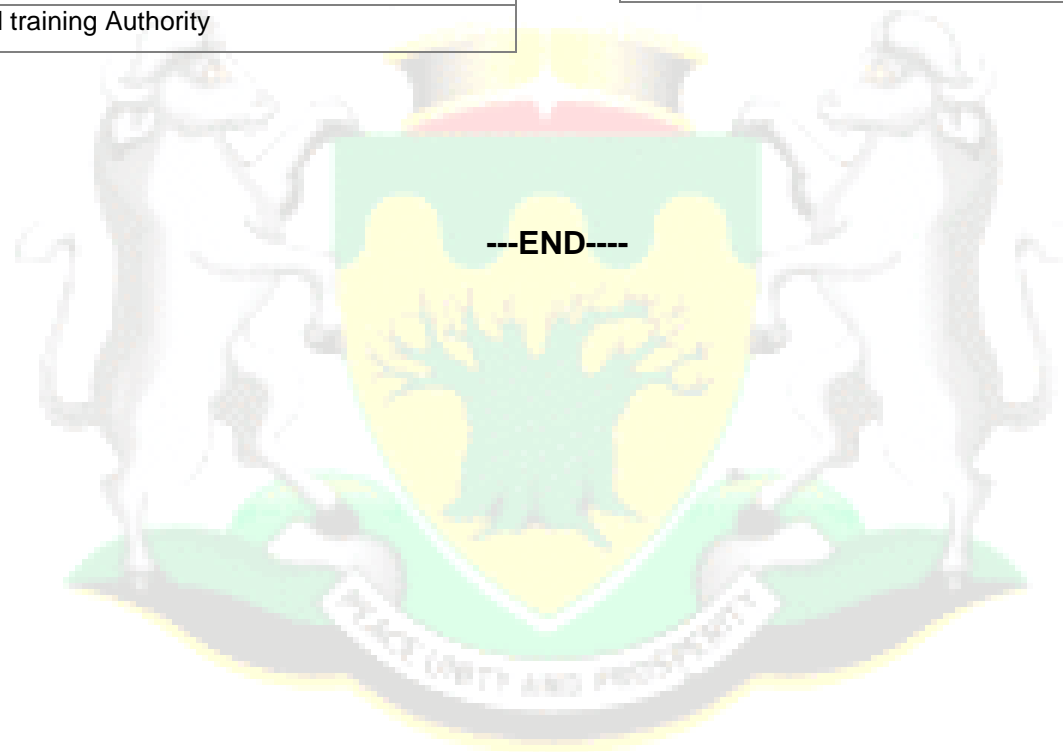 l training Authority
---END----
PEACE UNITY AND PROSPERITY